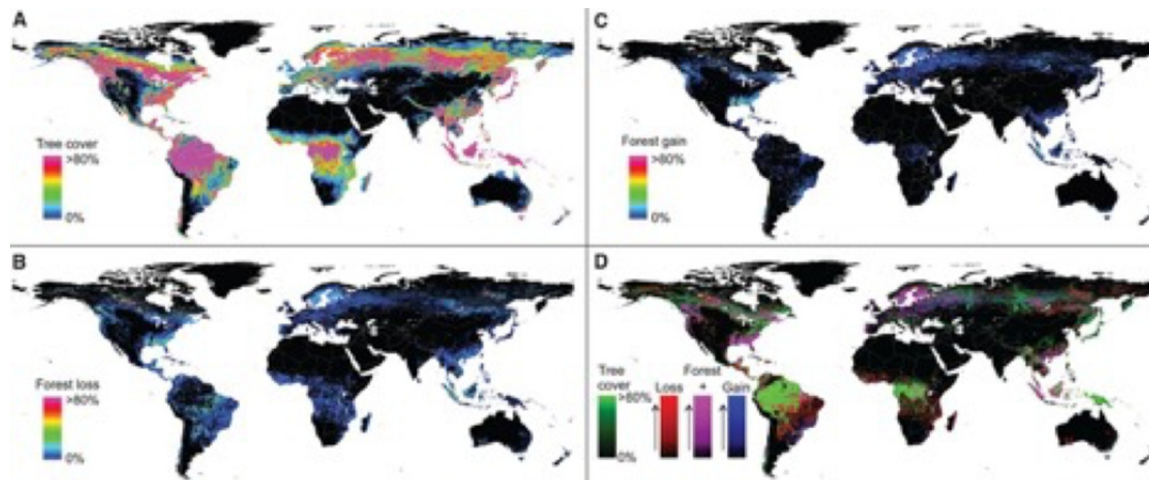 A
Tree cover
>80%
0%
C
Forest gain
>80%
0%
B
Forest loss
>80%
0%
D
Tree
cover
>80%
0%
Forest
Loss + Gain